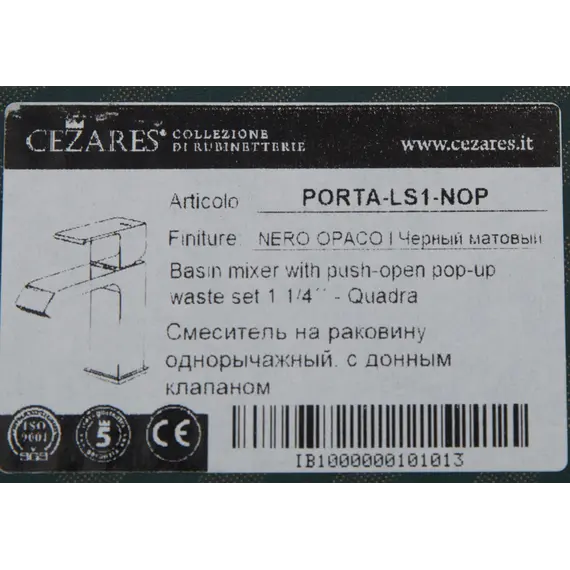 CEZARES® COLLEZIONE
DI RUBINETTERIE
www.cezares.it
Articolo PORTA-LS1-NOP
Finiture: NERO OPACO | Черный матовый
Basin mixer with push-open pop-up
waste set 1 1/4´´ - Quadra
Смеситель на раковину
однорычажный. с донным
клапаном
ISO
9001
5
CE
IB1000000101013